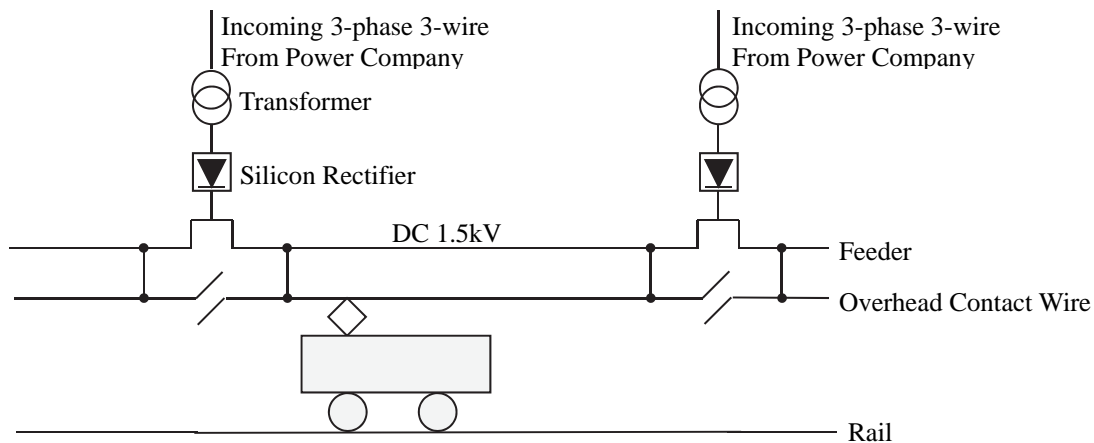 Incoming 3-phase 3-wire
From Power Company
Incoming 3-phase 3-wire
From Power Company
Transformer
Silicon Rectifier
DC 1.5kV
Feeder
Overhead Contact Wire
Rail